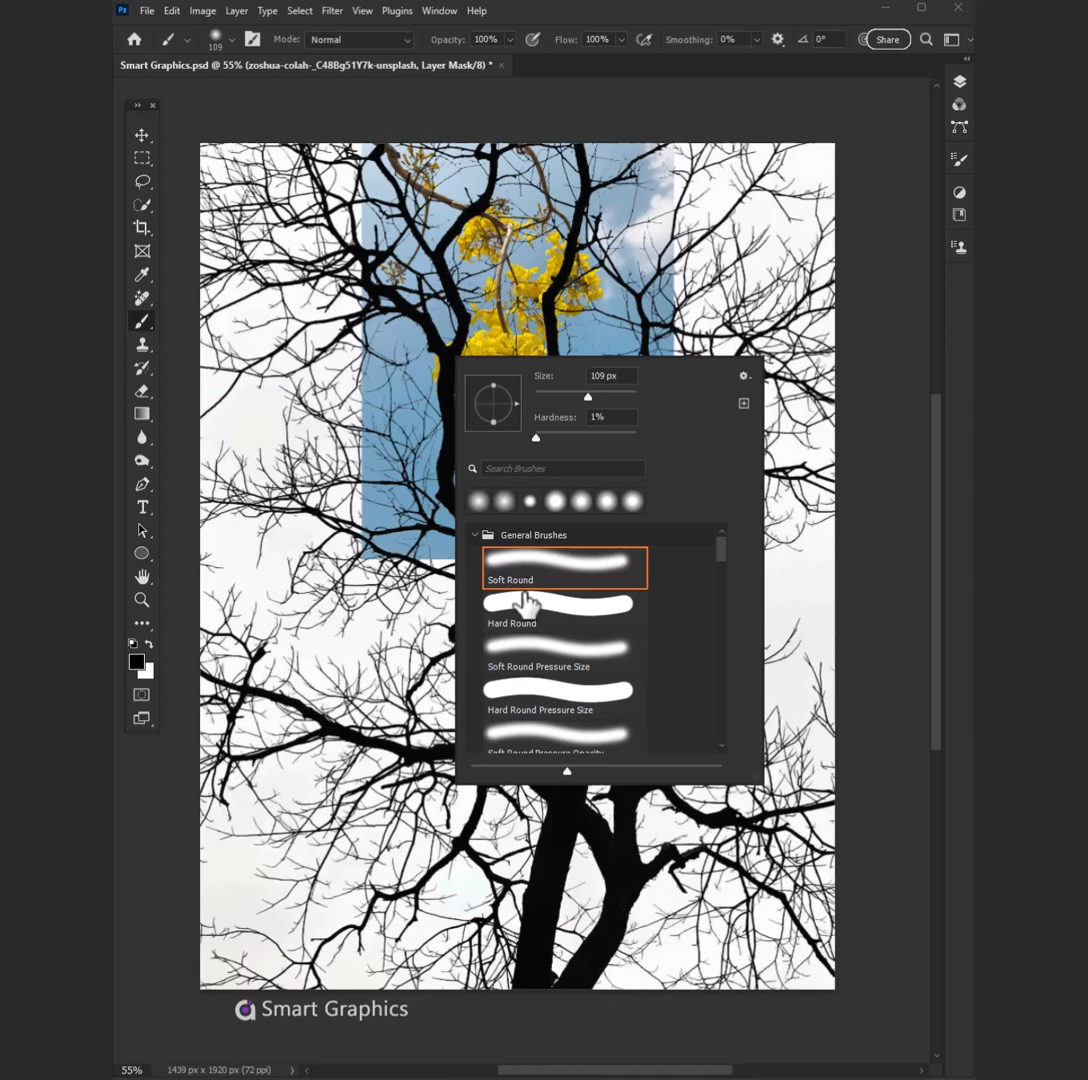 Ps File Edit Image Layer Type Select Filter View Plugins Window Help
109 Mode: Normal Opacity: 100% Flow: 100% Smoothing: 0% 0° Share
Smart Graphics.psd @ 55% (zoshua-colah-_C48Bg51Y7k-unsplash, Layer Mask/8) * ×
Size: 109 px
Hardness: 1%
Search Brushes
General Brushes
Soft Round
Hard Round
Soft Round Pressure Size
Hard Round Pressure Size
Soft Round Pressure Opacity
T
Smart Graphics
55% 1439 px x 1920 px (72 ppi)